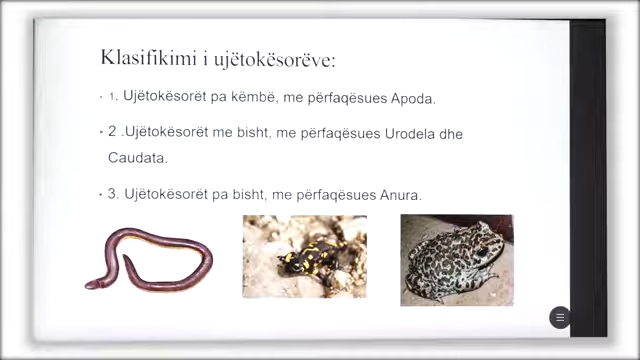 Klasifikimi i ujëtokësorëve:
· 1. Ujëtokësorët pa këmbë, me përfaqësues Apoda.
· 2 .Ujëtokësorët me bisht, me përfaqësues Urodela dhe
Caudata.
· 3. Ujëtokësorët pa bisht, me përfaqësues Anura.